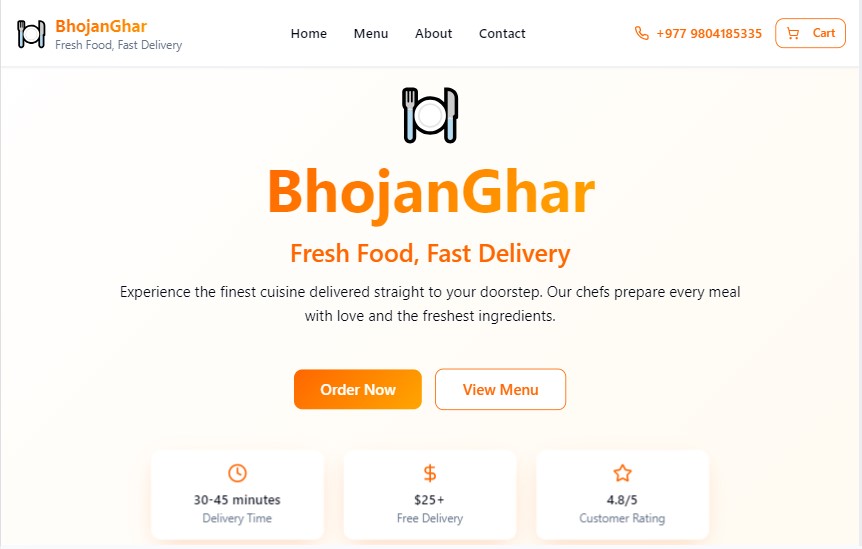 BhojanGhar
Fresh Food, Fast Delivery
Home Menu About Contact
+977 9804185335
Cart
BhojanGhar
Fresh Food, Fast Delivery
Experience the finest cuisine delivered straight to your doorstep. Our chefs prepare every meal
with love and the freshest ingredients.
Order Now
View Menu
30-45 minutes
Delivery Time
$25+
Free Delivery
4.8/5
Customer Rating